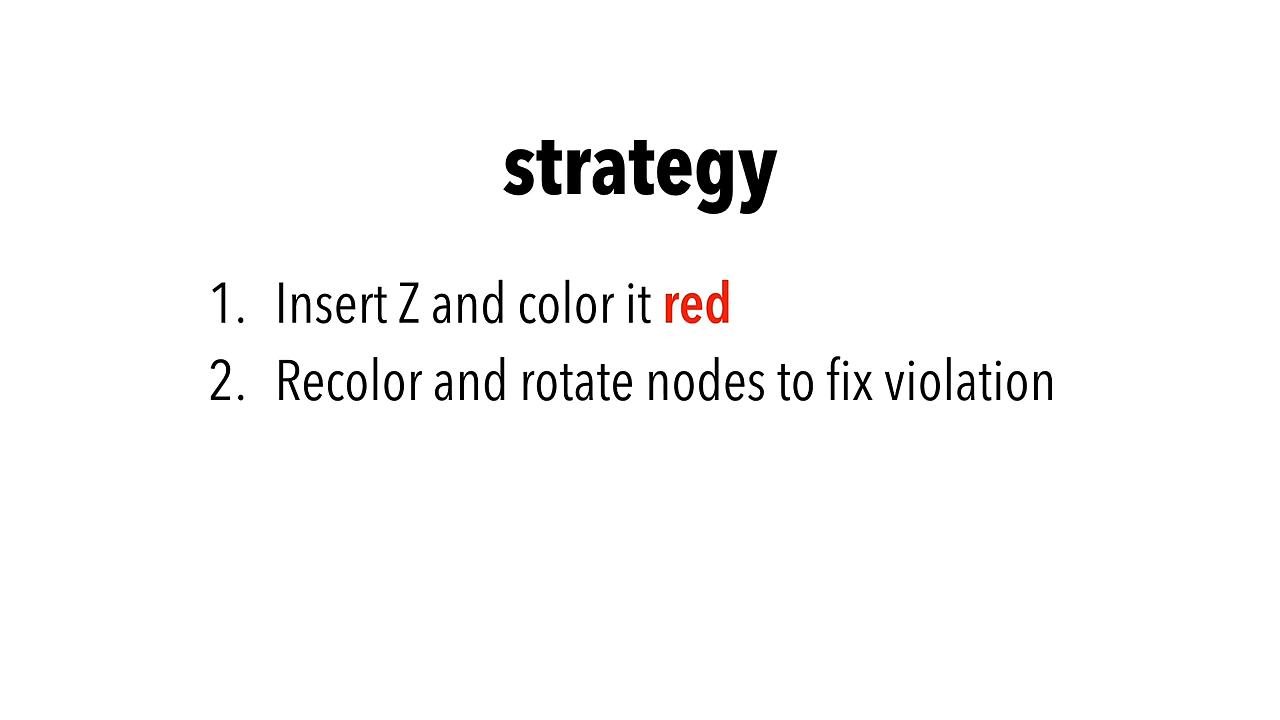 strategy
1. Insert Z and color it red
2. Recolor and rotate nodes to fix violation